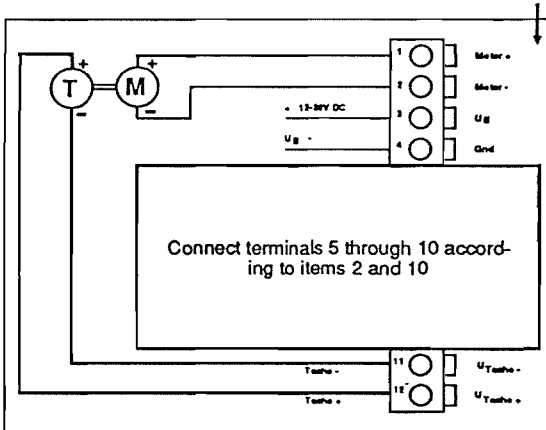 T
M
+
+
−
−
1 Motor +
2 Motor -
+ 12-30V DC
3 UB
UB -
4 Gnd
Connect terminals 5 through 10 accord-
ing to items 2 and 10
Tacho -
11 UTacho -
Tacho +
12 UTacho +